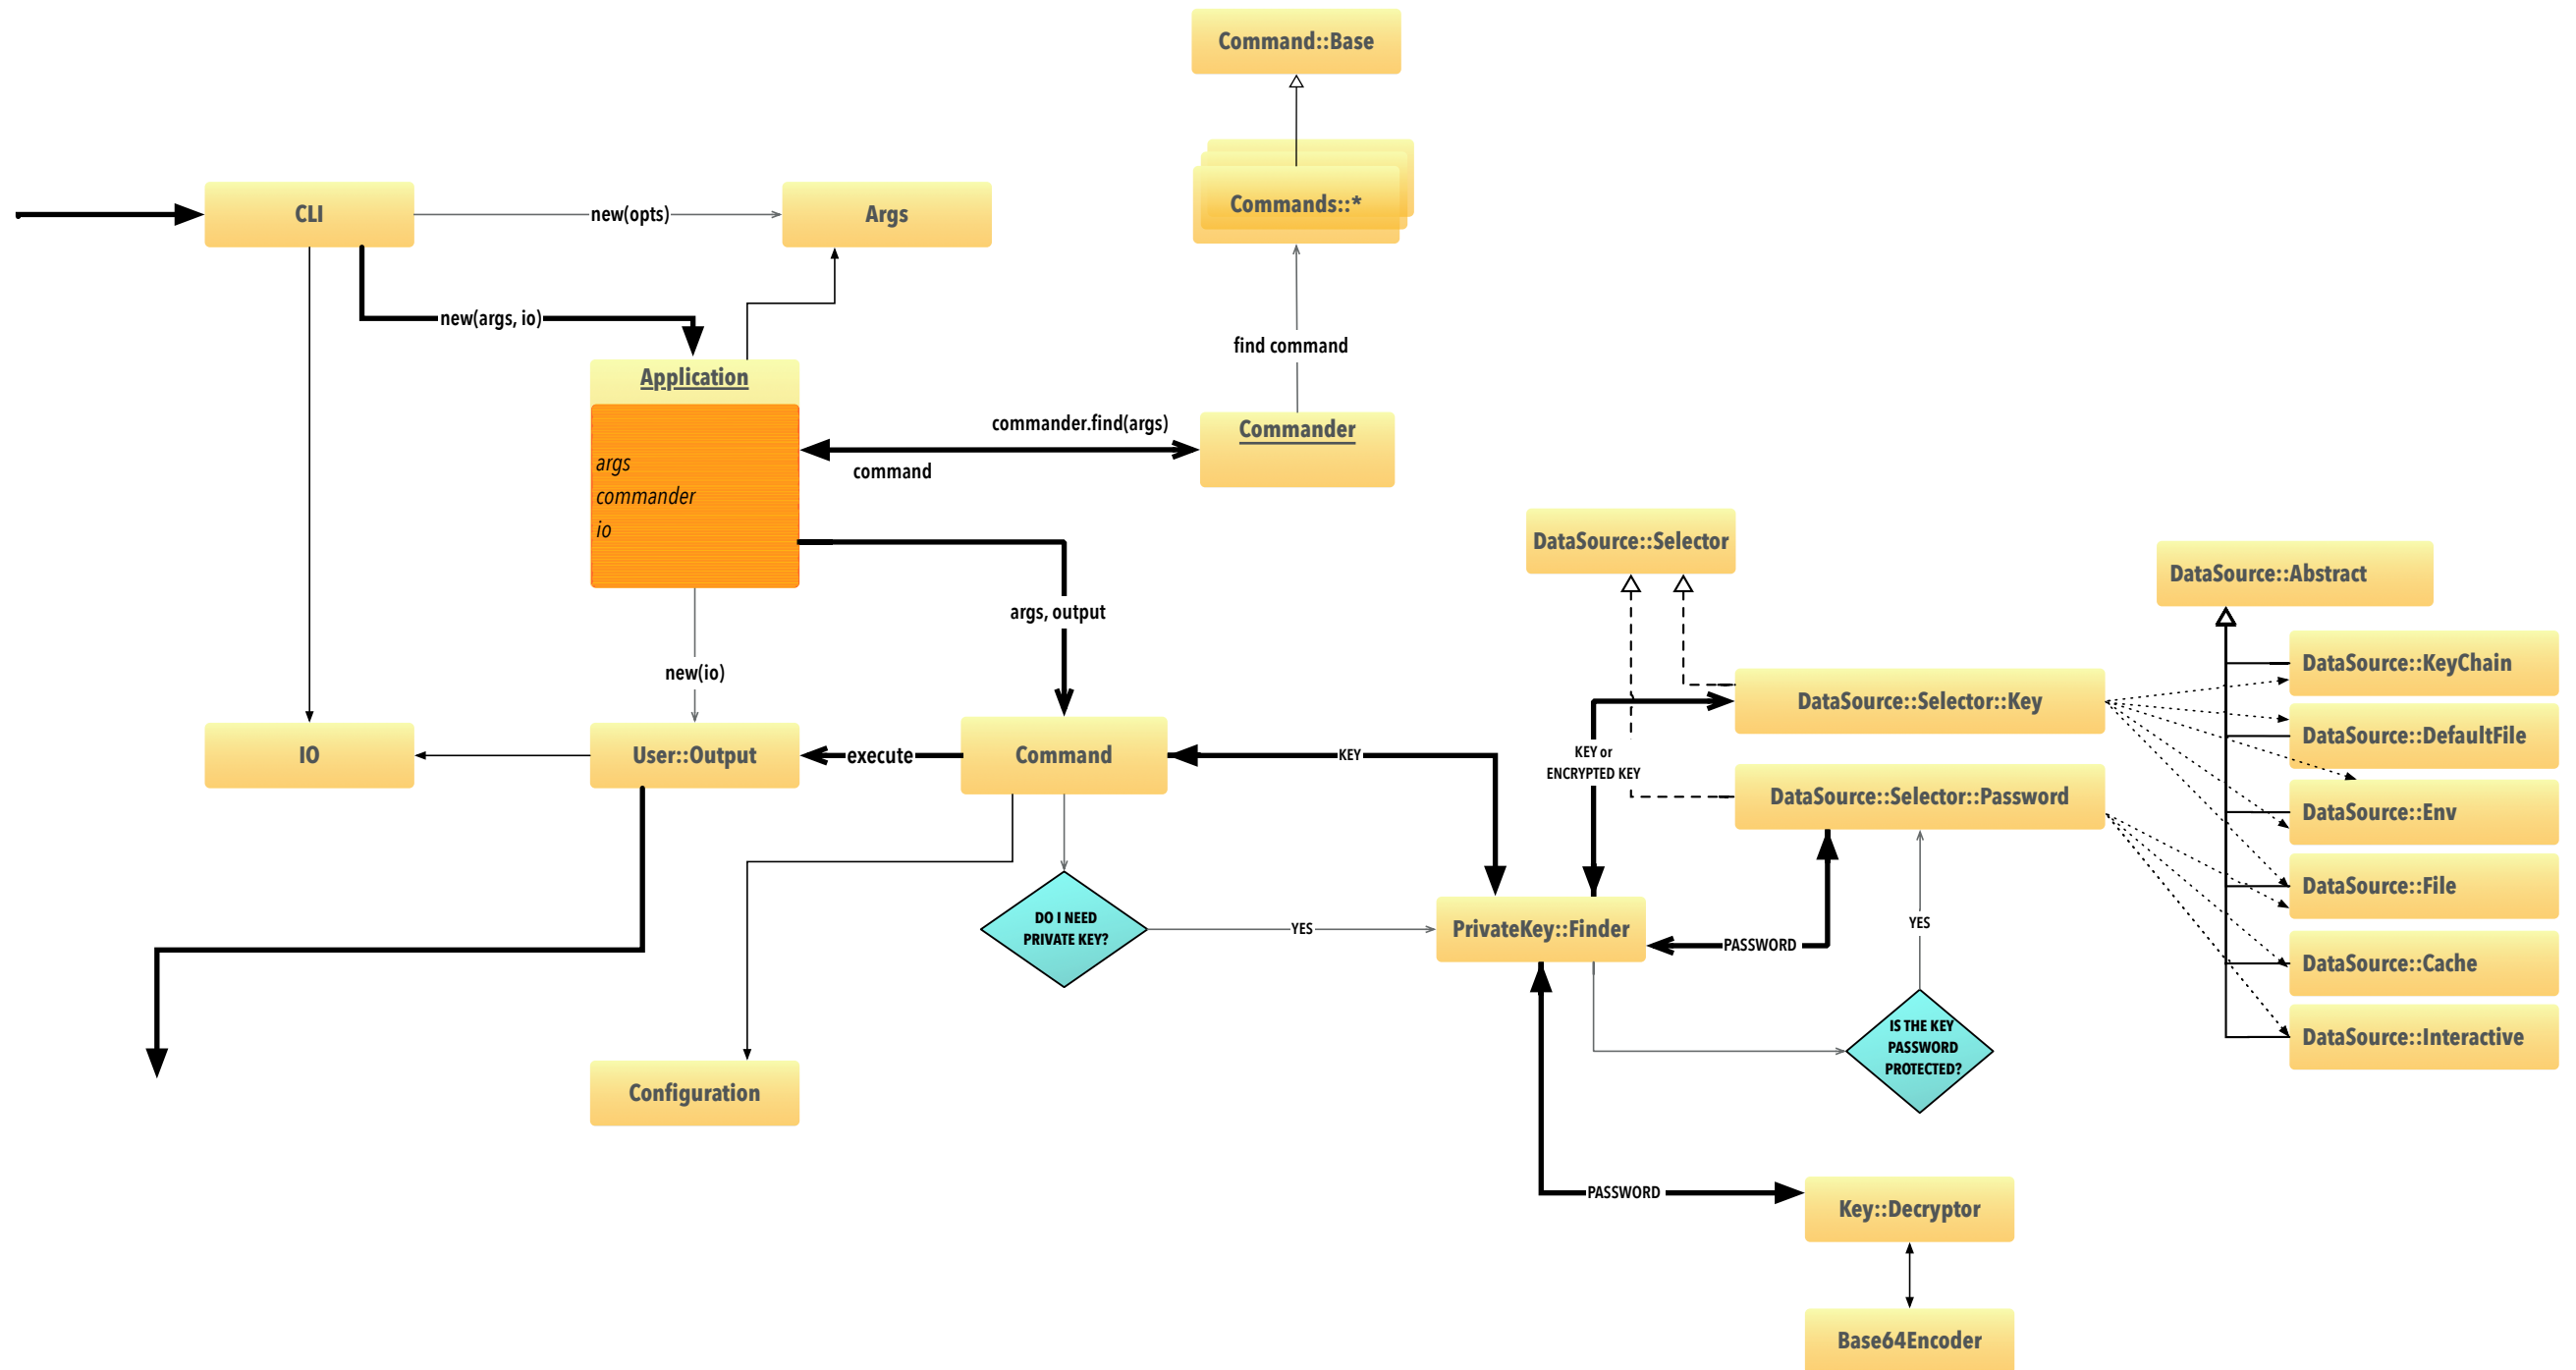 Command::Base
Commands::*
CLI
new(opts)
Args
new(args, io)
find command
Application
args
commander
io
commander.find(args)
command
Commander
args, output
new(io)
DataSource::Selector
DataSource::Abstract
DataSource::KeyChain
DataSource::Selector::Key
DataSource::DefaultFile
IO
User::Output
execute
Command
KEY
KEY or
ENCRYPTED KEY
DataSource::Selector::Password
DataSource::Env
DataSource::File
DO I NEED
PRIVATE KEY?
YES
PrivateKey::Finder
PASSWORD
YES
DataSource::Cache
IS THE KEY
PASSWORD
PROTECTED?
DataSource::Interactive
Configuration
PASSWORD
Key::Decryptor
Base64Encoder